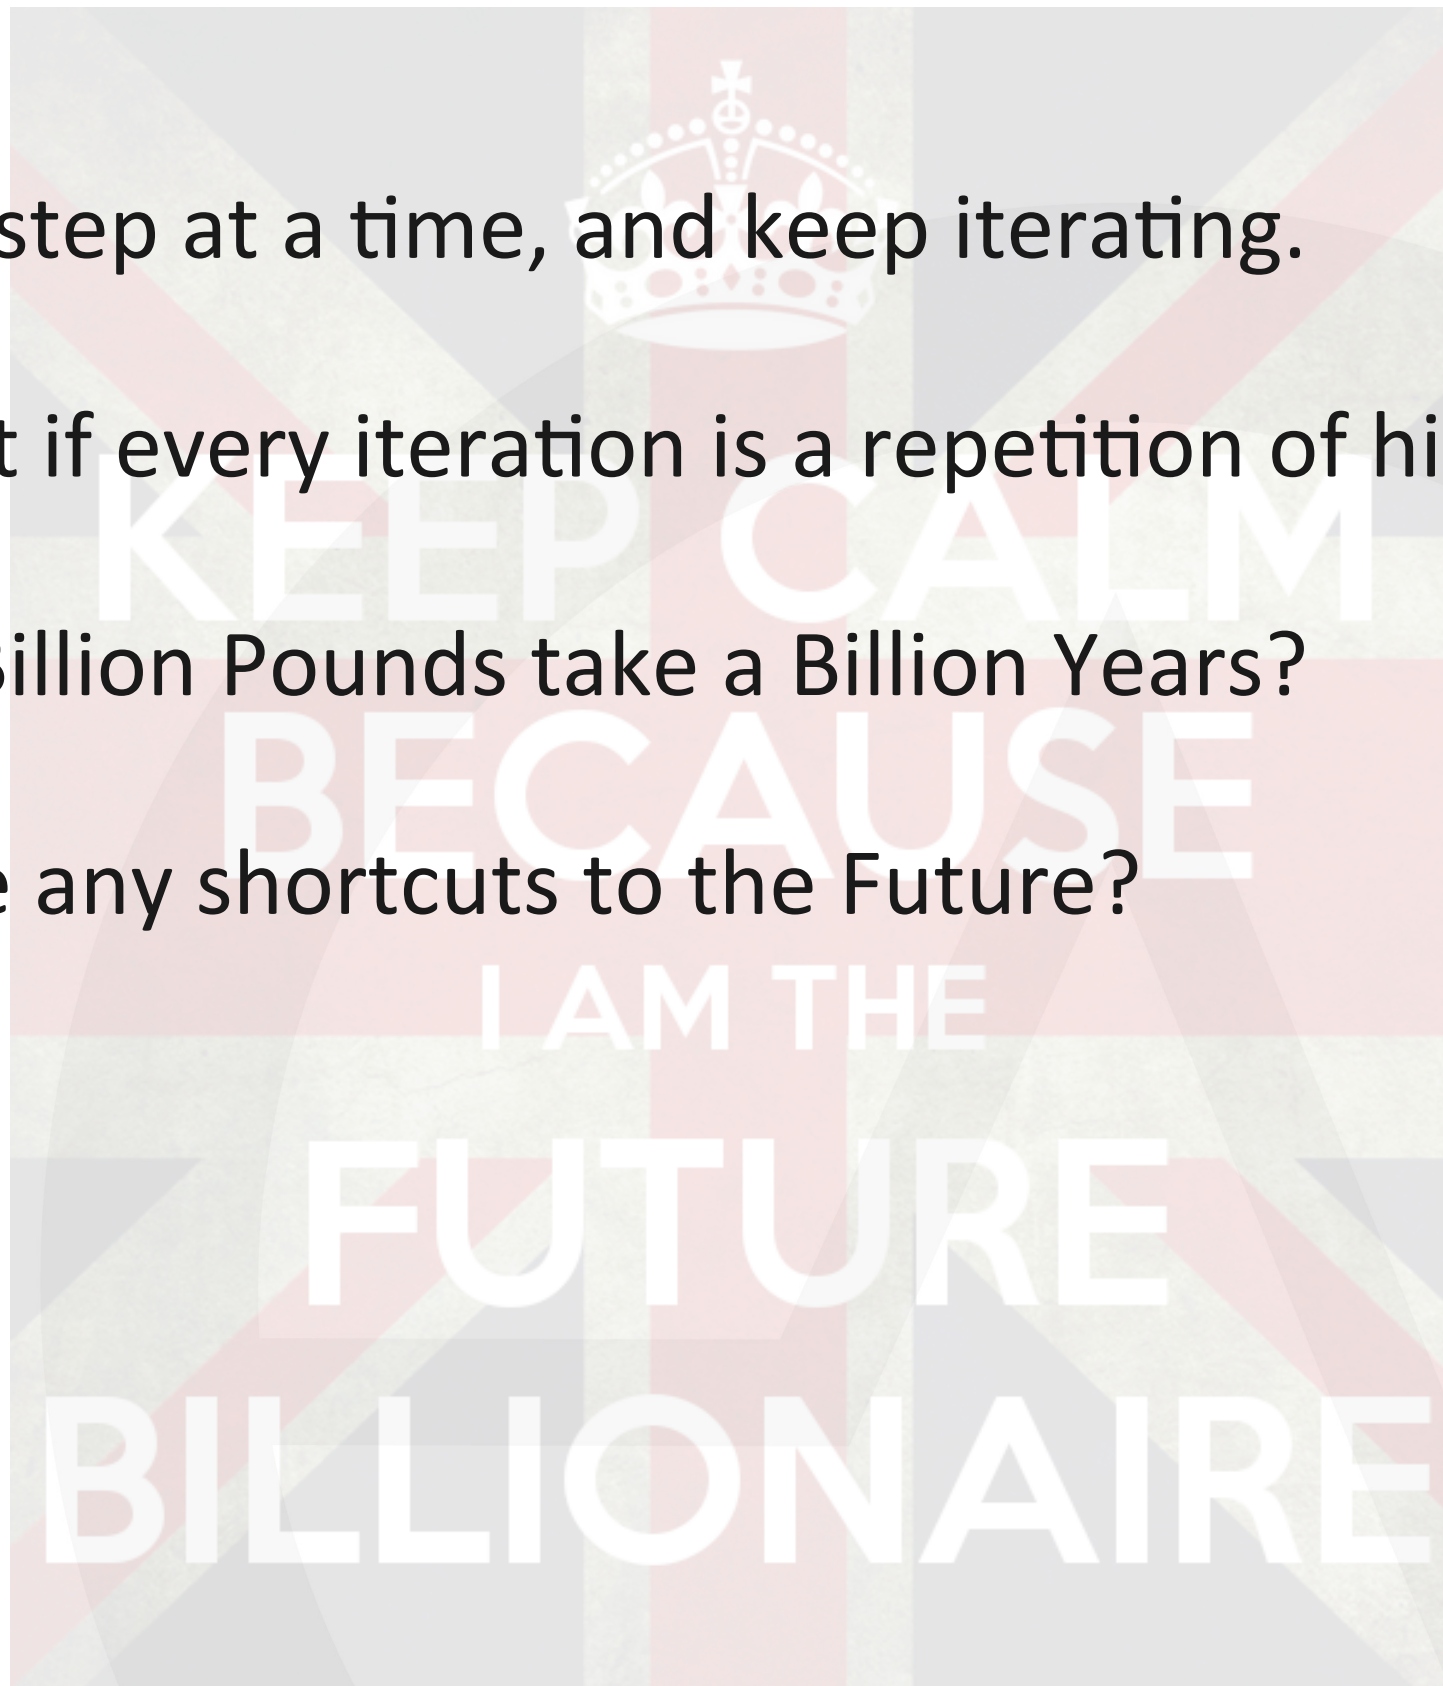 step at a time, and keep iterating.
t if every iteration is a repetition of hi
illion Pounds take a Billion Years?
e any shortcuts to the Future?
KEEP CALM
BECAUSE
I AM THE
FUTURE
BILLIONAIRE